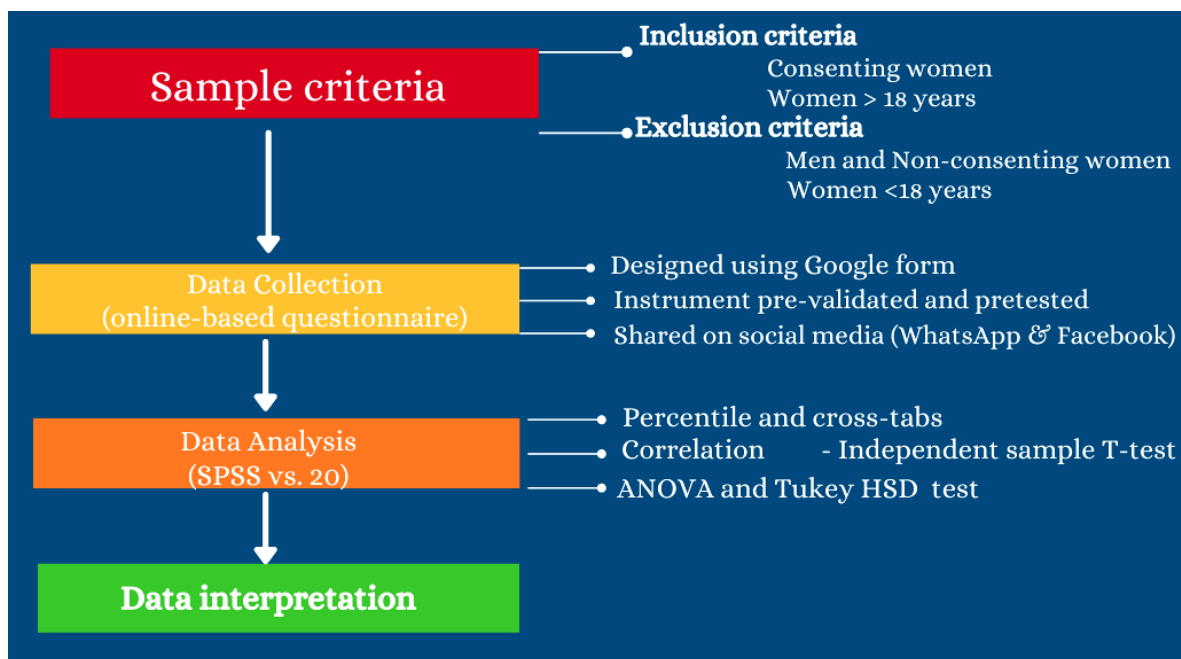 Sample criteria
Inclusion criteria
Consenting women
Women > 18 years
Exclusion criteria
Men and Non-consenting women
Women <18 years
Data Collection
(online-based questionnaire)
Designed using Google form
Instrument pre-validated and pretested
Shared on social media (WhatsApp & Facebook)
Data Analysis
(SPSS vs. 20)
Percentile and cross-tabs
Correlation - Independent sample T-test
ANOVA and Tukey HSD test
Data interpretation